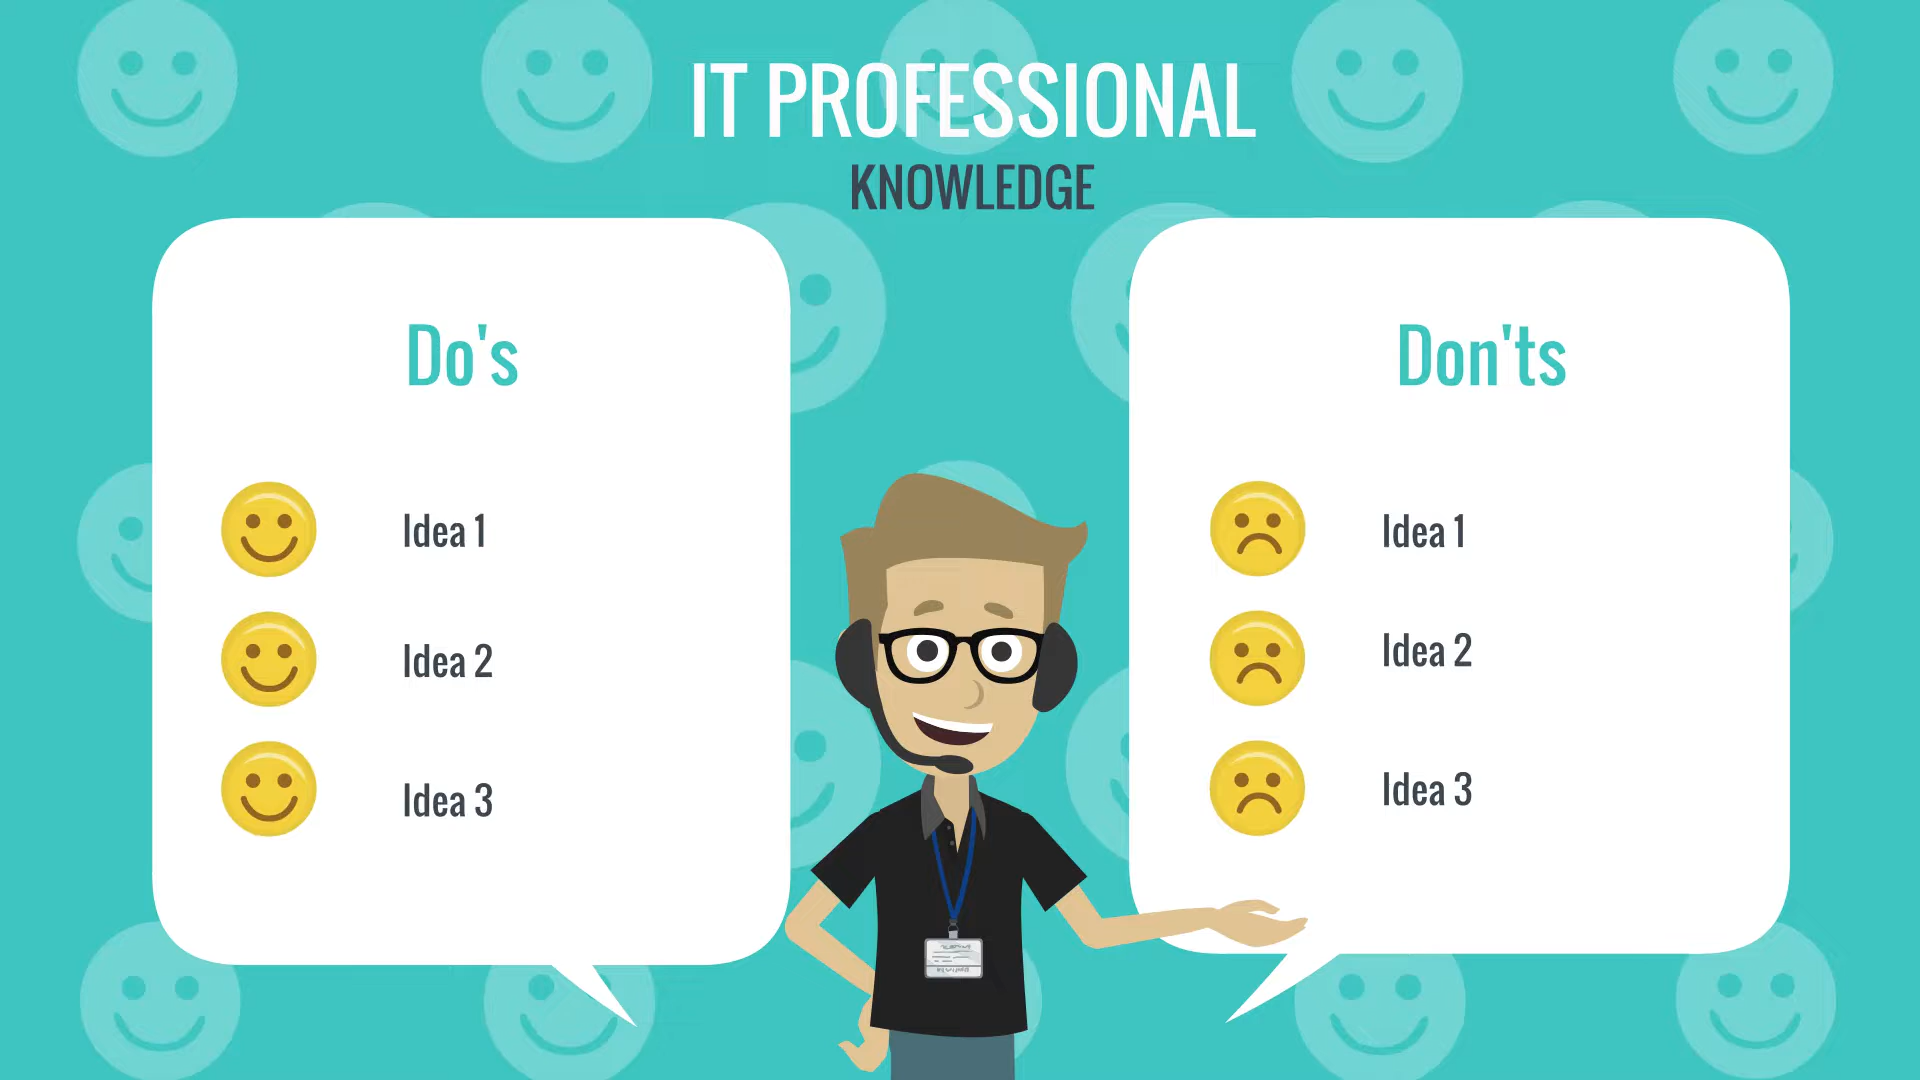 IT PROFESSIONAL
KNOWLEDGE
Do's
Idea 1
Idea 2
Idea 3
Don'ts
Idea 1
Idea 2
Idea 3